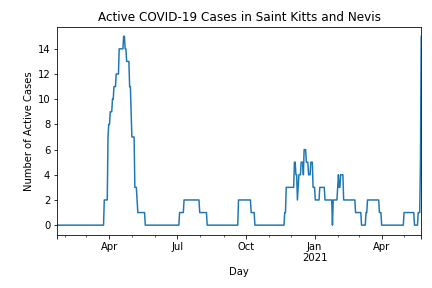 Active COVID-19 Cases in Saint Kitts and Nevis
Number of Active Cases
14
12
10
8
6
4
2
0
Apr
Jul
Oct
Jan
2021
Apr
Day